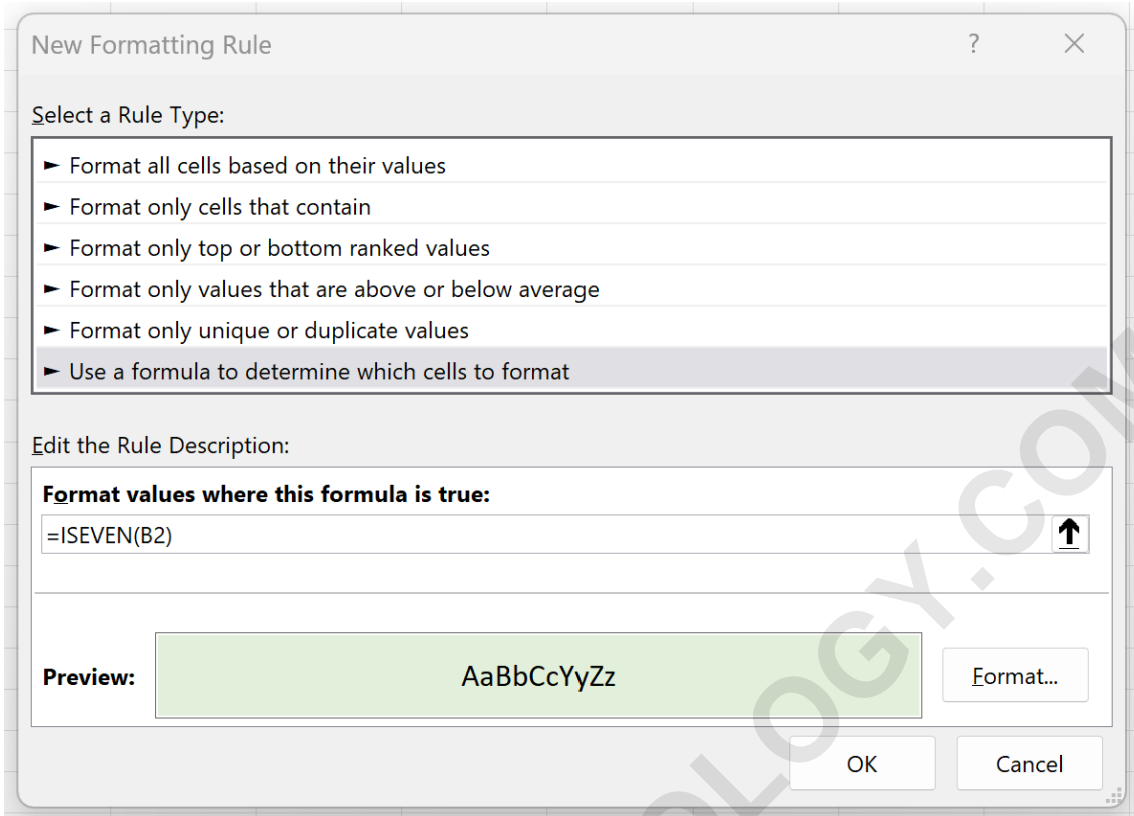 New Formatting Rule ?
Select a Rule Type:
► Format all cells based on their values
► Format only cells that contain
► Format only top or bottom ranked values
► Format only values that are above or below average
► Format only unique or duplicate values
► Use a formula to determine which cells to format
Edit the Rule Description:
Format values where this formula is true:
=ISEVEN(B2)
Preview: AaBbCcYyZz Format...
OK Cancel
OLOGY.COM